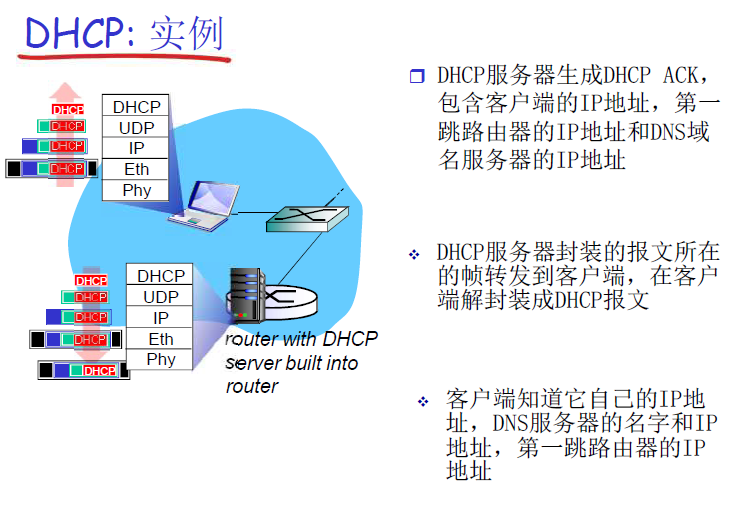 DHCP: 实例
DHCP
DHCP
DHCP
DHCP
DHCP
UDP
IP
Eth
Phy
DHCP
DHCP
DHCP
DHCP
DHCP
DHCP
UDP
IP
Eth
Phy
router with DHCP
server built into
router
DHCP服务器生成DHCP ACK,
包含客户端的IP地址，第一
跳路由器的IP地址和DNS域
名服务器的IP地址
DHCP服务器封装的报文所在
的帧转发到客户端，在客户
端解封装成DHCP报文
客户端知道它自己的IP地
址，DNS服务器的名字和IP
地址，第一跳路由器的IP
地址